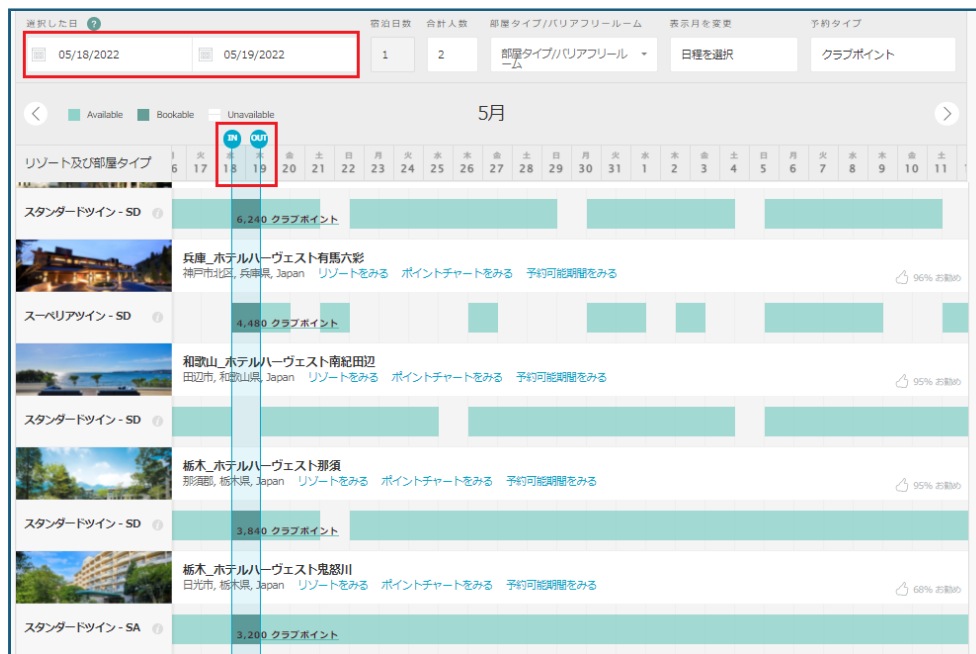 選択した日 ?
宿泊日数 合計人数 部屋タイプ/バリアフリールーム 表示月を変更 予約タイプ
05/18/2022 05/19/2022 1 2 部屋タイプ/バリアフリール
ーム
日程を選択 クラブポイント
Available Bookable Unavailable 5月
IN OUT
リゾート及び部屋タイプ
火 水 木 金 土 日 月 火 水 木 金 土 日 月 火 水 木 金 土 日 月 火 水 木 金 土
6 17 18 19 20 21 22 23 24 25 26 27 28 29 30 31 1 2 3 4 5 6 7 8 9 10 11
スタンダードツイン - SD 6,240 クラブポイント
兵庫_ホテルハーヴェスト有馬六彩
神戸市北区, 兵庫県, Japan リゾートをみる ポイントチャートをみる 予約可能期間をみる
96% お勧め
スーペリアツイン - SD 4,480 クラブポイント
和歌山_ホテルハーヴェスト南紀田辺
田辺市, 和歌山県, Japan リゾートをみる ポイントチャートをみる 予約可能期間をみる
95% お勧め
スタンダードツイン - SD
栃木_ホテルハーヴェスト那須
那須郡, 栃木県, Japan リゾートをみる ポイントチャートをみる 予約可能期間をみる
95% お勧め
スタンダードツイン - SD 3,840 クラブポイント
栃木_ホテルハーヴェスト鬼怒川
日光市, 栃木県, Japan リゾートをみる ポイントチャートをみる 予約可能期間をみる
68% お勧め
スタンダードツイン - SA 3,200 クラブポイント